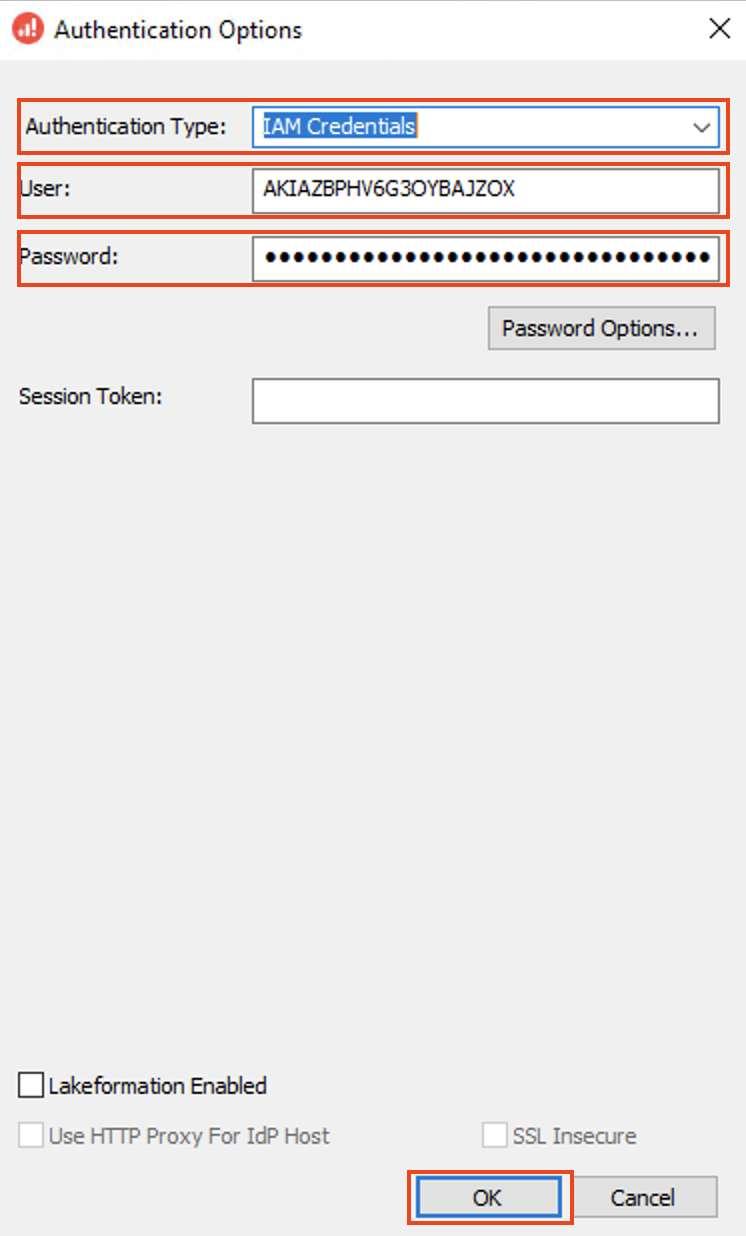 Authentication Options
Authentication Type: IAM Credentials
User: AKIAZBPHV6G3OYBAJZOX
Password: ••••••••••••••••••••••••••••••••
Password Options...
Session Token:
Lakeformation Enabled
Use HTTP Proxy For IdP Host SSL Insecure
OK Cancel